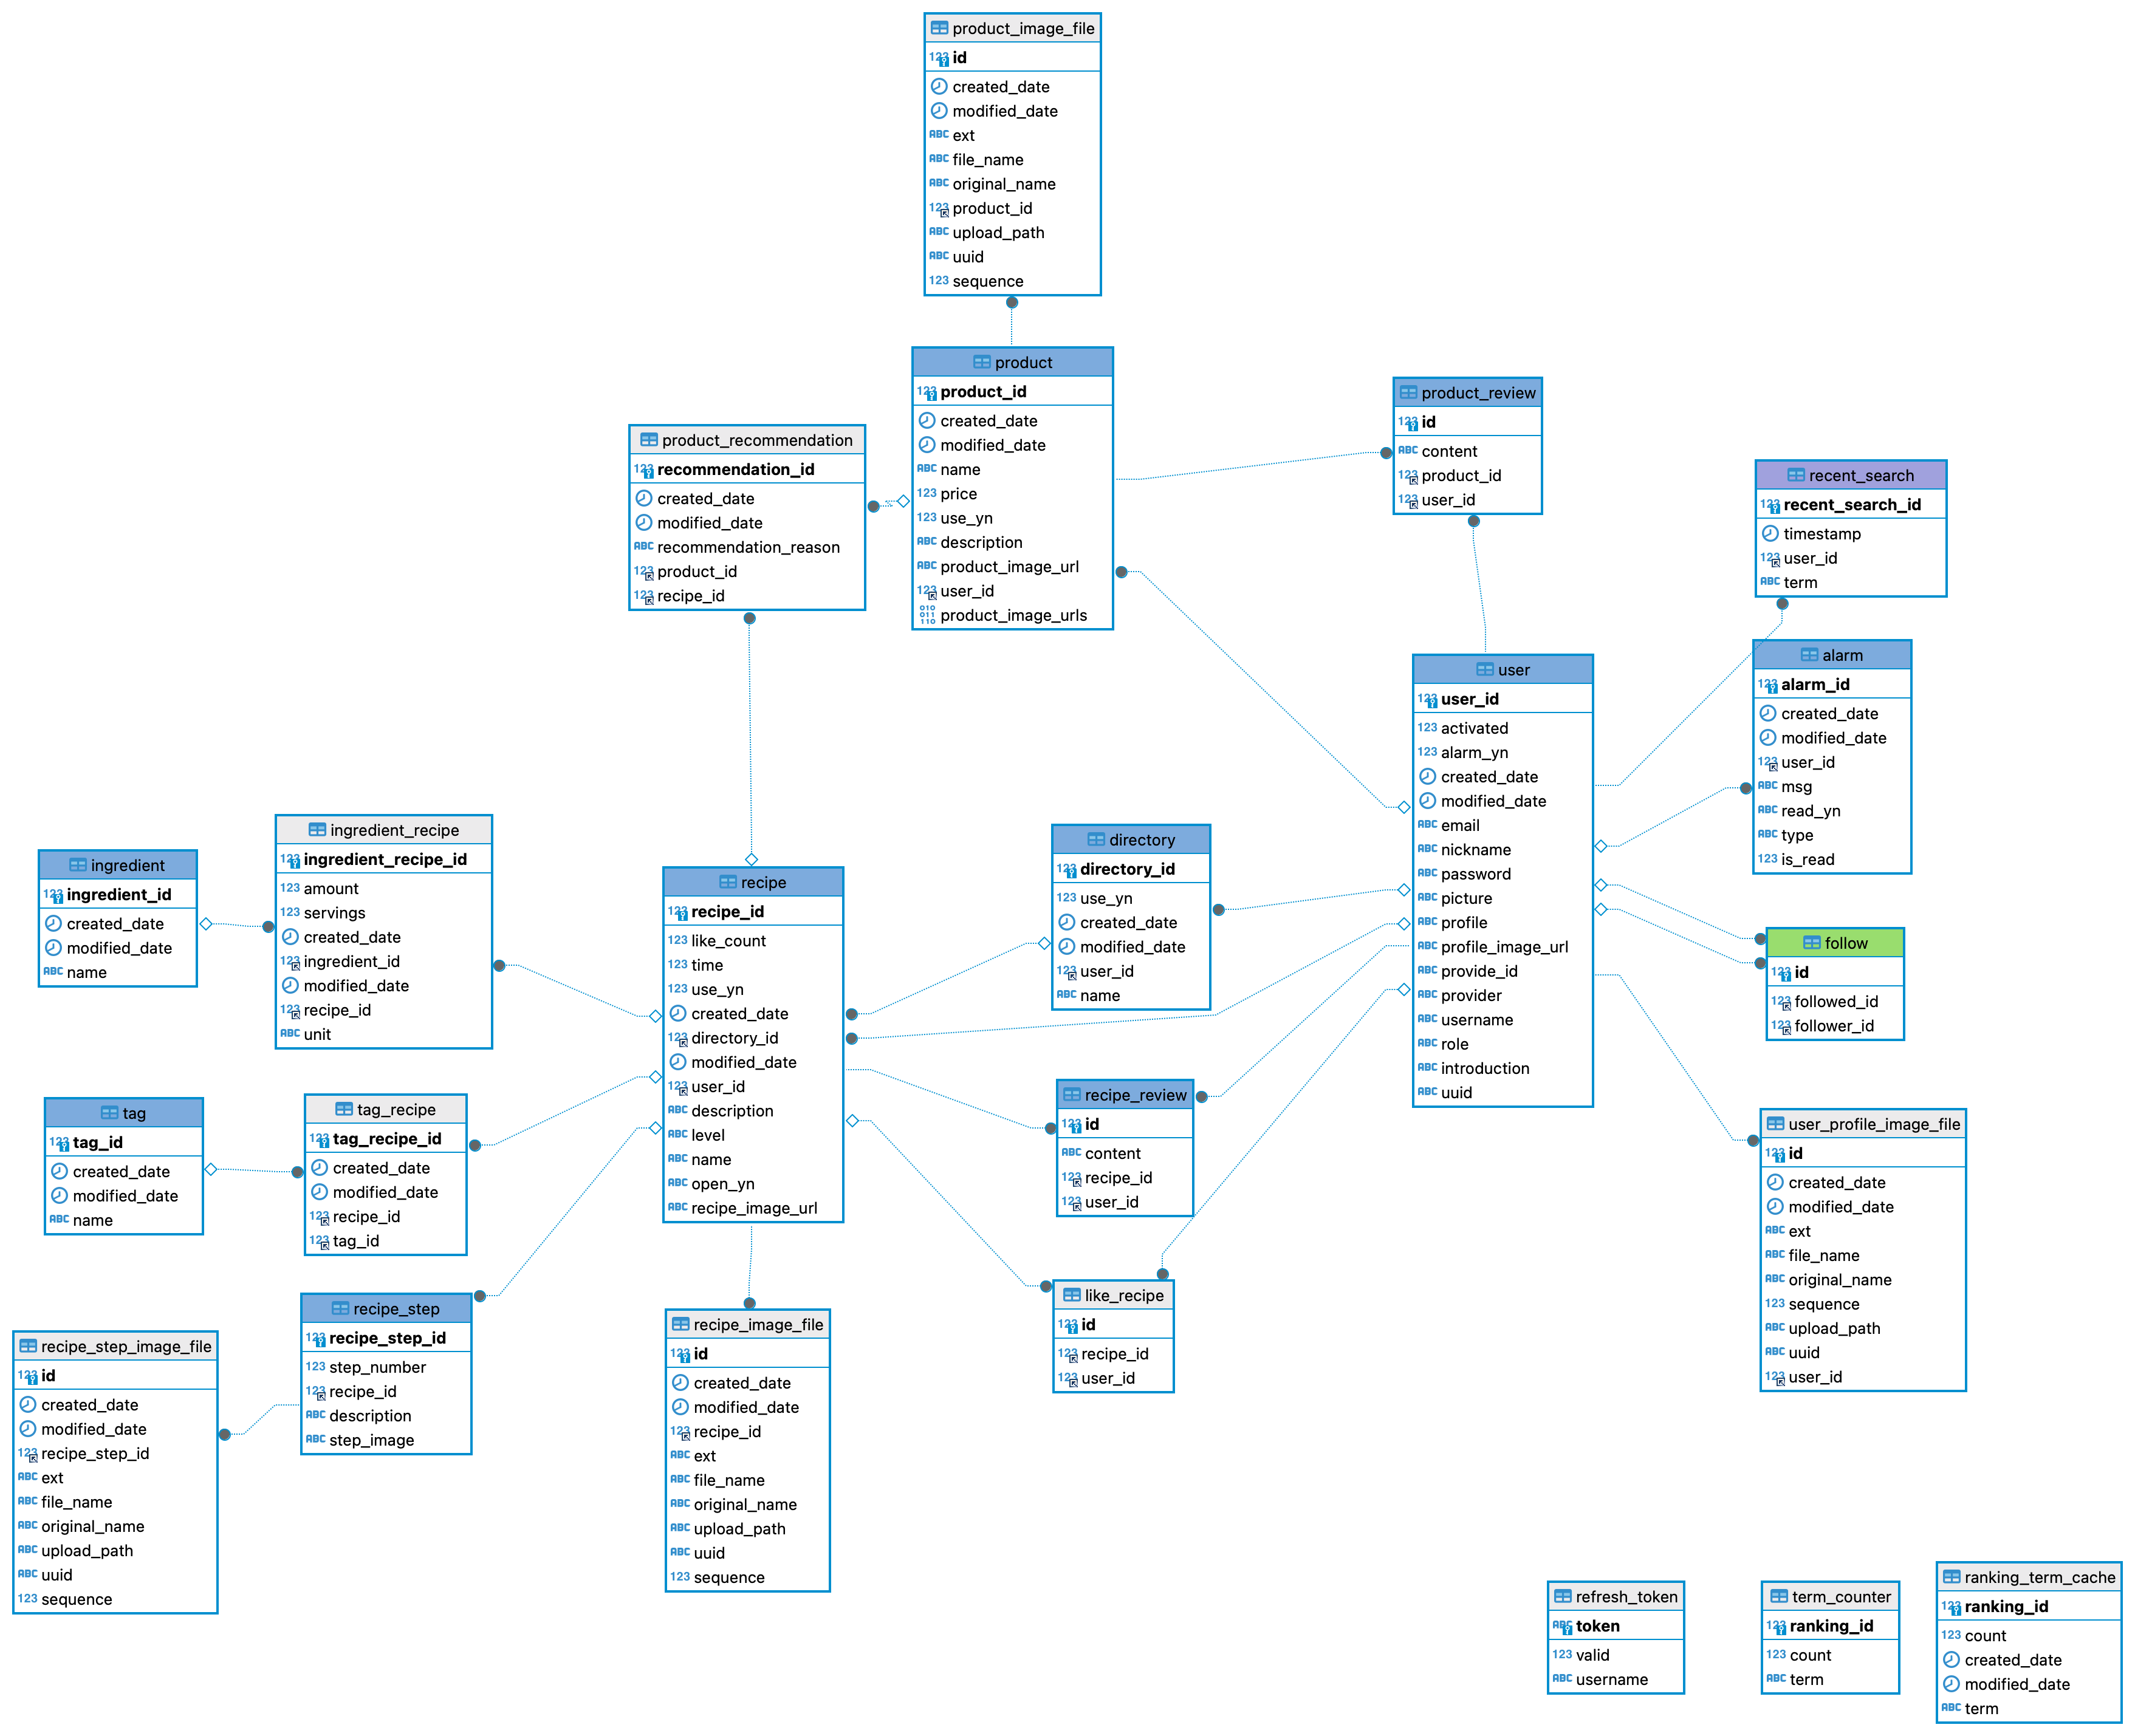 product_image_file
id
created_date
modified_date
ext
file_name
original_name
product_id
upload_path
uuid
sequence
product
product_id
created_date
modified_date
name
price
use_yn
description
product_image_url
user_id
product_image_urls
product_review
id
content
product_id
user_id
product_recommendation
recommendation_id
created_date
modified_date
recommendation_reason
product_id
recipe_id
recent_search
recent_search_id
timestamp
user_id
term
alarm
alarm_id
created_date
modified_date
user_id
msg
read_yn
type
is_read
user
user_id
activated
alarm_yn
created_date
modified_date
email
nickname
password
picture
profile
profile_image_url
provide_id
provider
username
role
introduction
uuid
ingredient_recipe
ingredient_recipe_id
amount
servings
created_date
ingredient_id
modified_date
recipe_id
unit
ingredient
ingredient_id
created_date
modified_date
name
recipe
recipe_id
like_count
time
use_yn
created_date
directory_id
modified_date
user_id
description
level
name
open_yn
recipe_image_url
directory
directory_id
use_yn
created_date
modified_date
user_id
name
follow
id
followed_id
follower_id
recipe_review
id
content
recipe_id
user_id
tag
tag_id
created_date
modified_date
name
tag_recipe
tag_recipe_id
created_date
modified_date
recipe_id
tag_id
user_profile_image_file
id
created_date
modified_date
ext
file_name
original_name
sequence
upload_path
uuid
user_id
recipe_step
recipe_step_id
step_number
recipe_id
description
step_image
recipe_step_image_file
id
created_date
modified_date
recipe_step_id
ext
file_name
original_name
upload_path
uuid
sequence
recipe_image_file
id
created_date
modified_date
recipe_id
ext
file_name
original_name
upload_path
uuid
sequence
like_recipe
id
recipe_id
user_id
refresh_token
token
valid
username
term_counter
ranking_id
count
term
ranking_term_cache
ranking_id
count
created_date
modified_date
term